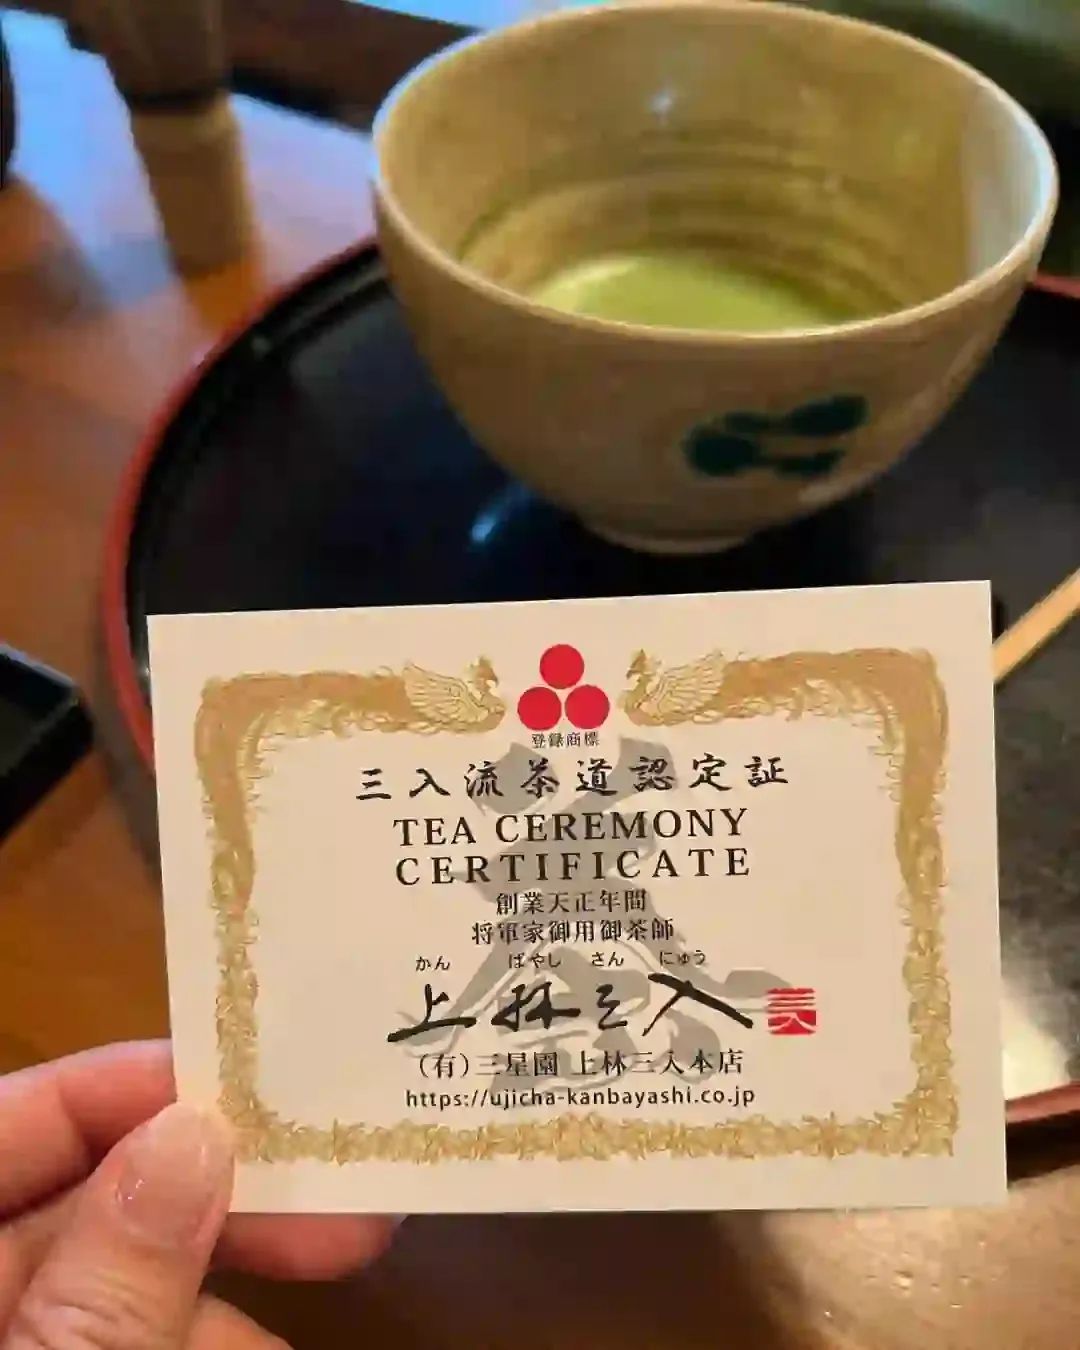 登録商標
三入流茶道認定証
TEA CEREMONY
CERTIFICATE
創業天正年間
将軍家御用御茶師
かん ばやし さん にゅう
上林三入
三入
(有)三星園 上林三入本店
https://ujicha-kanbayashi.co.jp